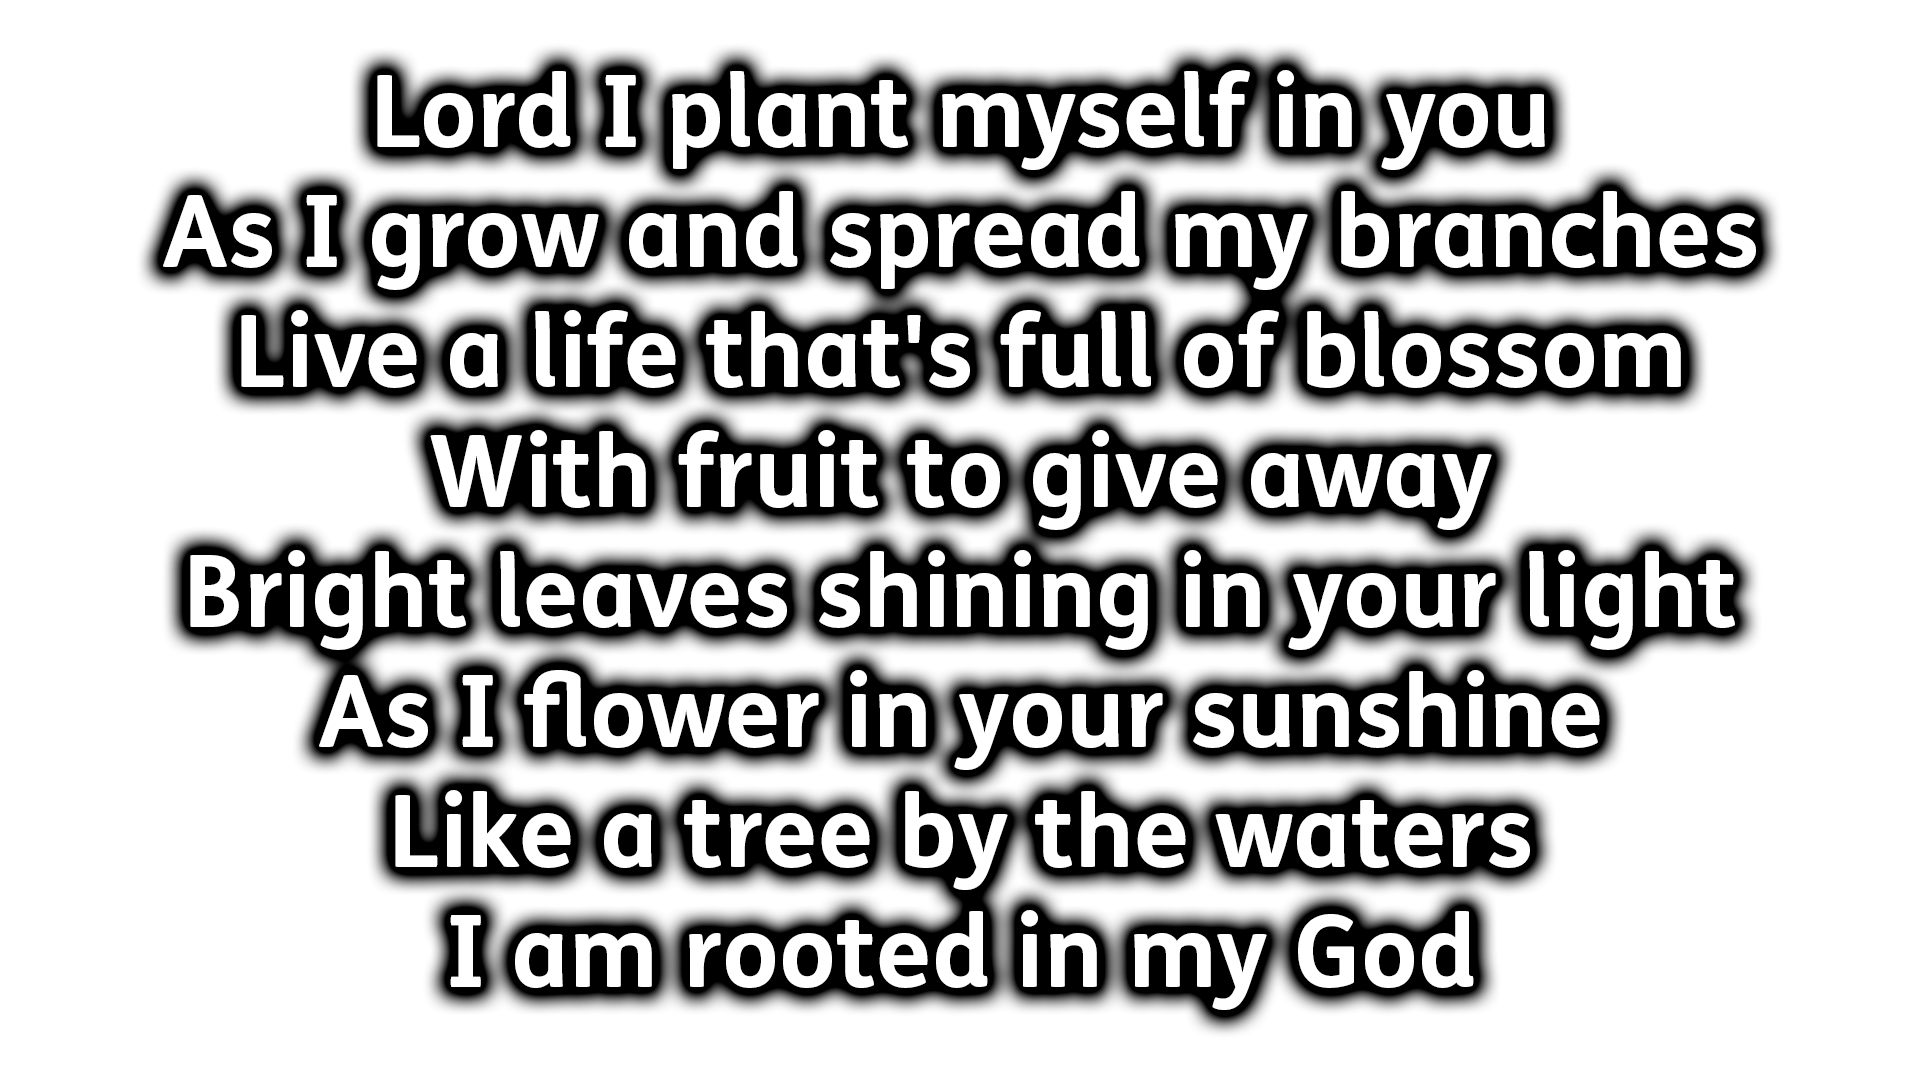 Lord I plant myself in you
As I grow and spread my branches
Live a life that's full of blossom
With fruit to give away
Bright leaves shining in your light
As I flower in your sunshine
Like a tree by the waters
I am rooted in my God